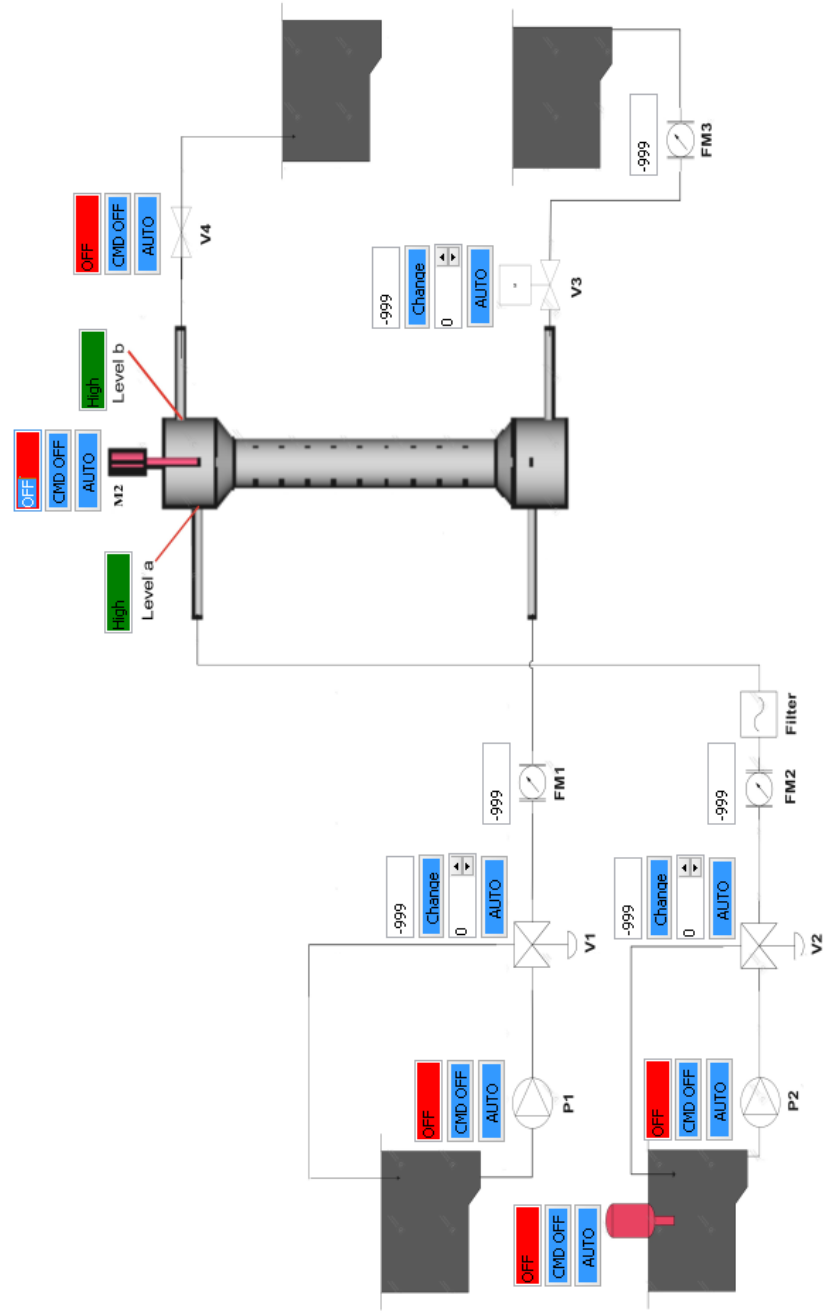 OFF
CMD OFF
AUTO
M2
High
Level a
High
Level b
OFF
CMD OFF
AUTO
V4
-999
Change
0
AUTO
V3
-999
FM3
OFF
CMD OFF
AUTO
P1
-999
Change
0
AUTO
V1
-999
FM1
OFF
CMD OFF
AUTO
OFF
CMD OFF
AUTO
P2
-999
Change
0
AUTO
V2
-999
FM2
Filter